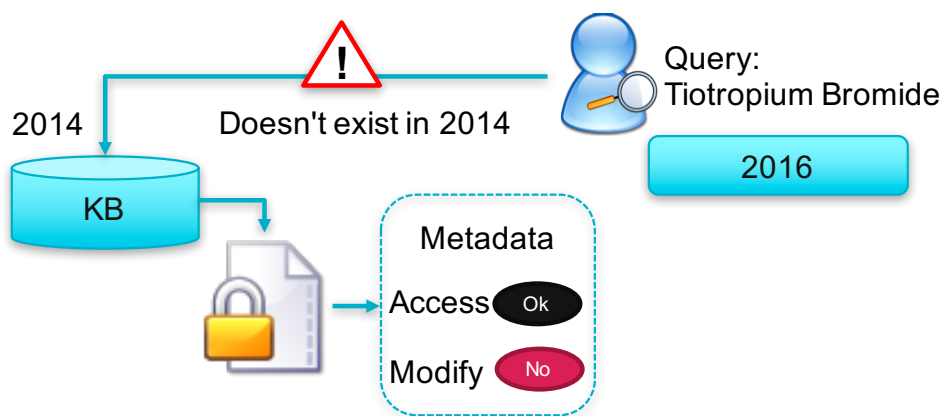 !
Query:
Tiotropium Bromide
2014
Doesn't exist in 2014
2016
KB
Metadata
Access
Ok
Modify
No